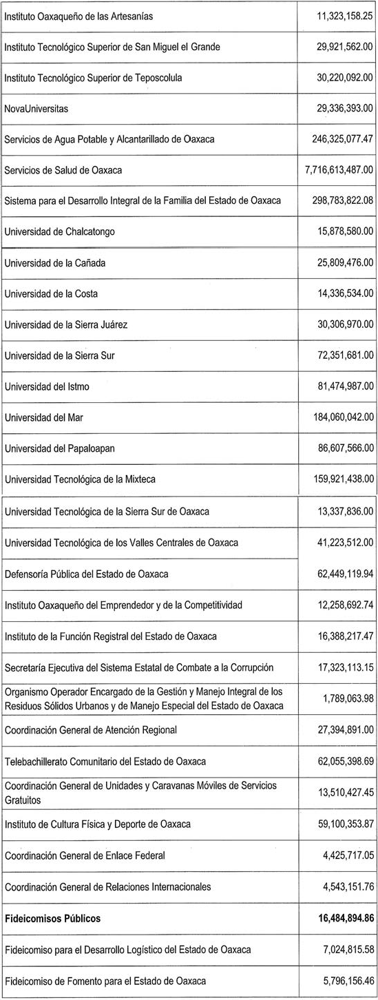 Instituto Oaxaqueño de las Artesanías 11,323,158.25
Instituto Tecnológico Superior de San Miguel el Grande 29,921,562.00
Instituto Tecnológico Superior de Teposcolula 30,220,092.00
NovaUniversitas 29,336,393.00
Servicios de Agua Potable y Alcantarillado de Oaxaca 246,325,077.47
Servicios de Salud de Oaxaca 7,716,613,487.00
Sistema para el Desarrollo Integral de la Familia del Estado de Oaxaca 298,783,822.08
Universidad de Chalcatongo 15,878,580.00
Universidad de la Cañada 25,809,476.00
Universidad de la Costa 14,336,534.00
Universidad de la Sierra Juárez 30,306,970.00
Universidad de la Sierra Sur 72,351,681.00
Universidad del Istmo 81,474,987.00
Universidad del Mar 184,060,042.00
Universidad del Papaloapan 86,607,566.00
Universidad Tecnológica de la Mixteca 159,921,438.00
Universidad Tecnológica de la Sierra Sur de Oaxaca 13,337,836.00
Universidad Tecnológica de los Valles Centrales de Oaxaca 41,223,512.00
Defensoría Pública del Estado de Oaxaca 62,449,119.94
Instituto Oaxaqueño del Emprendedor y de la Competitividad 12,258,692.74
Instituto de la Función Registral del Estado de Oaxaca 16,388,217.47
Secretaría Ejecutiva del Sistema Estatal de Combate a la Corrupción 17,323,113.15
Organismo Operador Encargado de la Gestión y Manejo Integral de los
Residuos Sólidos Urbanos y de Manejo Especial del Estado de Oaxaca 1,789,063.98
Coordinación General de Atención Regional 27,394,891.00
Telebachillerato Comunitario del Estado de Oaxaca 62,055,398.69
Coordinación General de Unidades y Caravanas Móviles de Servicios
Gratuitos 13,510,427.45
Instituto de Cultura Física y Deporte de Oaxaca 59,100,353.87
Coordinación General de Enlace Federal 4,425,717.05
Coordinación General de Relaciones Internacionales 4,543,151.76
Fideicomisos Públicos 16,484,894.86
Fideicomiso para el Desarrollo Logístico del Estado de Oaxaca 7,024,815.58
Fideicomiso de Fomento para el Estado de Oaxaca 5,796,156.46